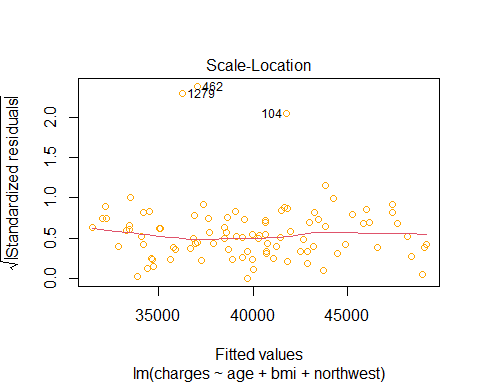 Scale-Location
√|Standardized residuals|
0.0 0.5 1.0 1.5 2.0
462
1279
104
35000 40000 45000
Fitted values
lm(charges ~ age + bmi + northwest)